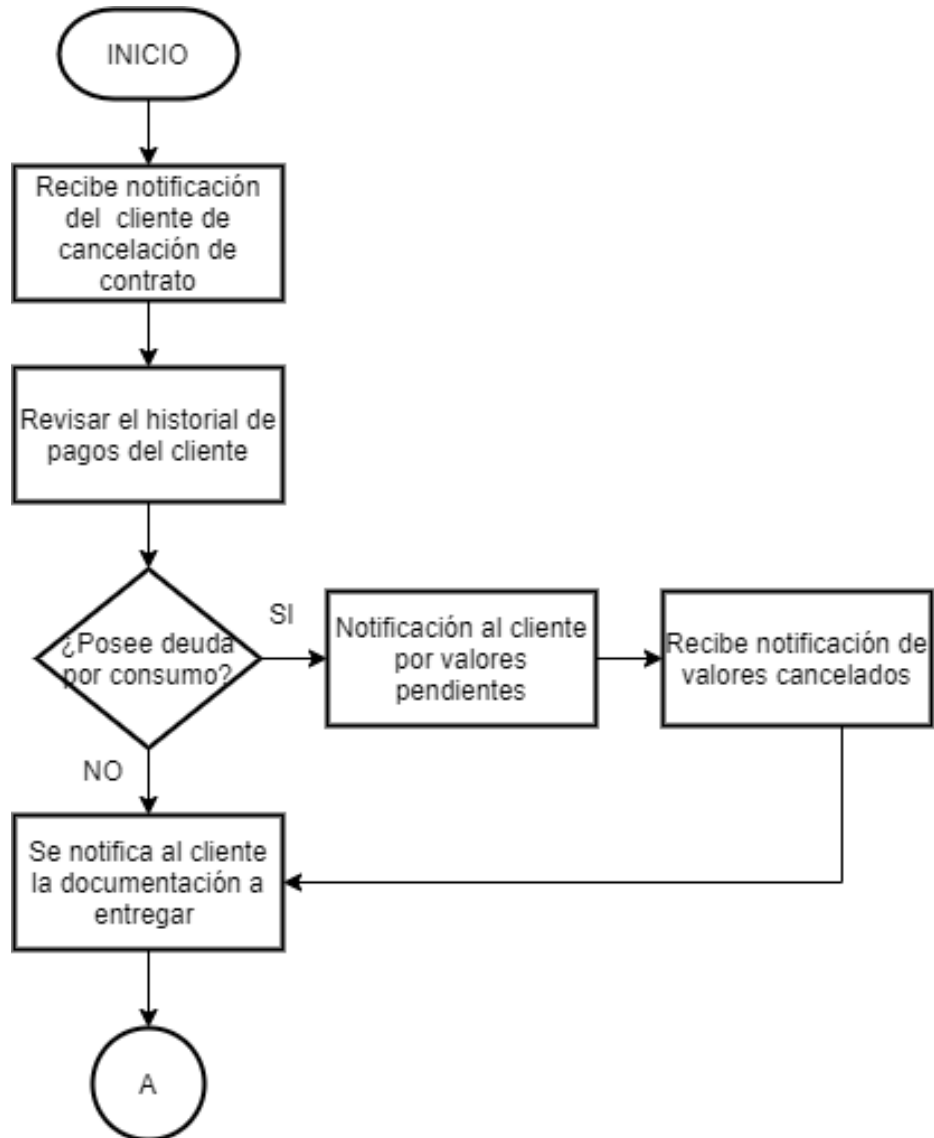 INICIO
Recibe notificación
del cliente de
cancelación de
contrato
Revisar el historial de
pagos del cliente
¿Posee deuda
por consumo?
SI
Notificación al cliente
por valores
pendientes
Recibe notificación de
valores cancelados
NO
Se notifica al cliente
la documentación a
entregar
A